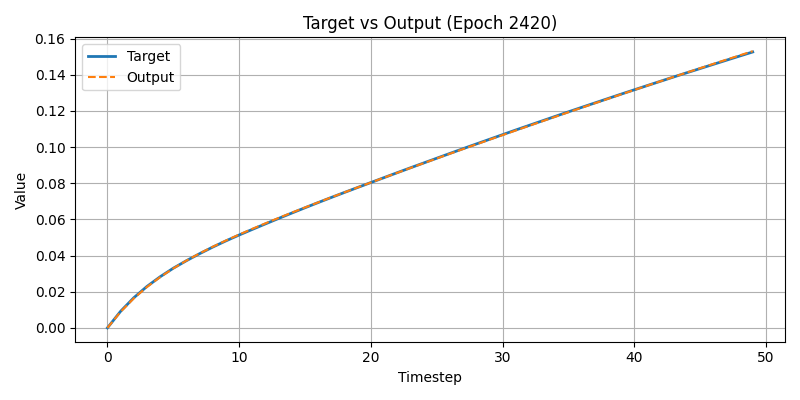 Target vs Output (Epoch 2420)
Target
Output
Value
0.16
0.14
0.12
0.10
0.08
0.06
0.04
0.02
0.00
0 10 20 30 40 50
Timestep